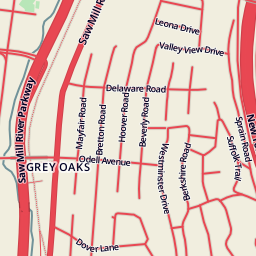 Leona Drive
Saw Mill R
Valley View Drive
Delaware Road
Saw Mill River Parkway
Mayfair Road
Bretton Road
Hoover Road
Beverly Road
Westminster Drive
Berkshire Road
Suffolk Trail
Sprain Road
New
Odell Avenue
GREY OAKS
Dover Lane